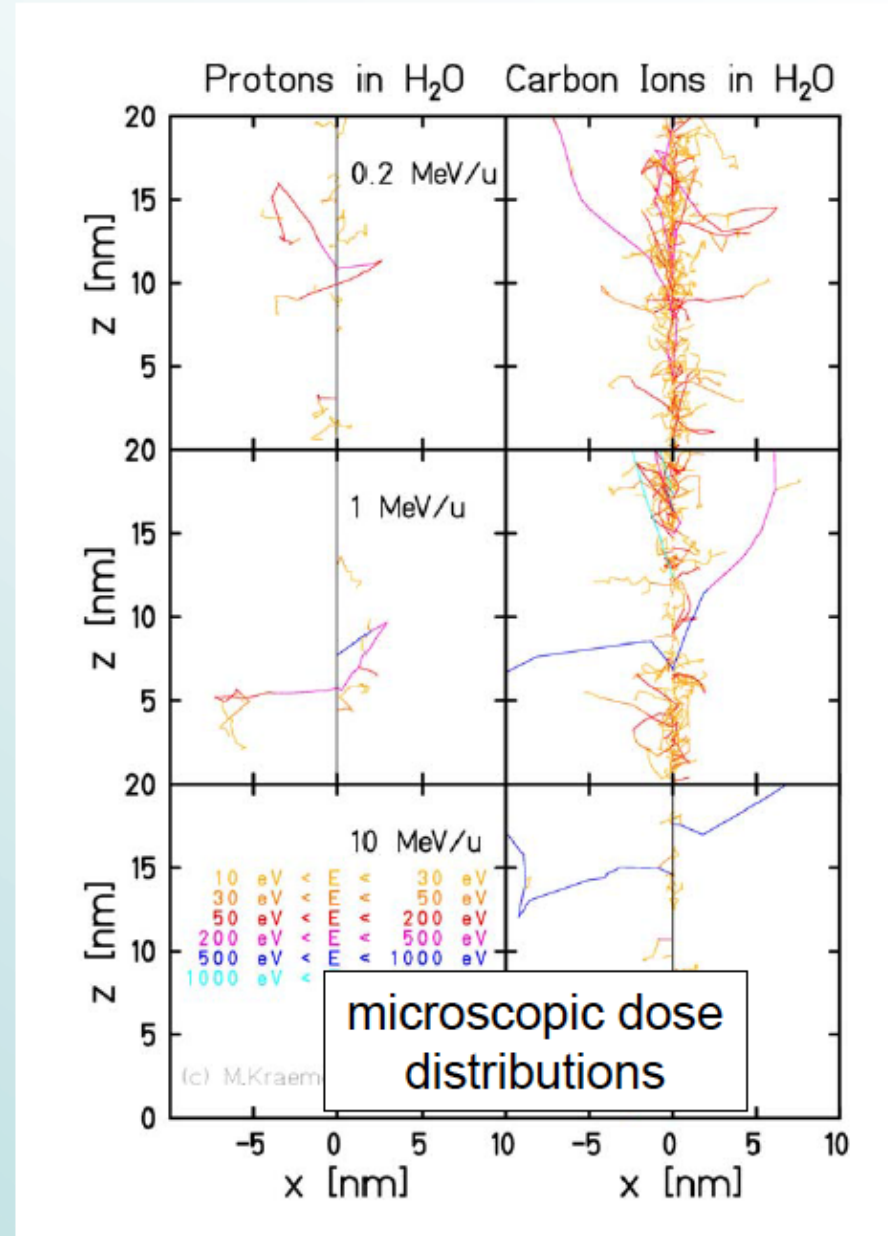 Protons in H₂O Carbon Ions in H₂O
20
0.2 MeV/u
15
Z [nm]
10
5
20
1 MeV/u
15
Z [nm]
10
5
20
10 MeV/u
15
10 eV < E < 30 eV
30 eV < E < 50 eV
50 eV < E < 200 eV
200 eV < E < 500 eV
500 eV < E < 1000 eV
1000 eV <
Z [nm]
10
5
0
microscopic dose
distributions
(c)
-5 0 5 10 -5 0 5 10
x [nm] x [nm]